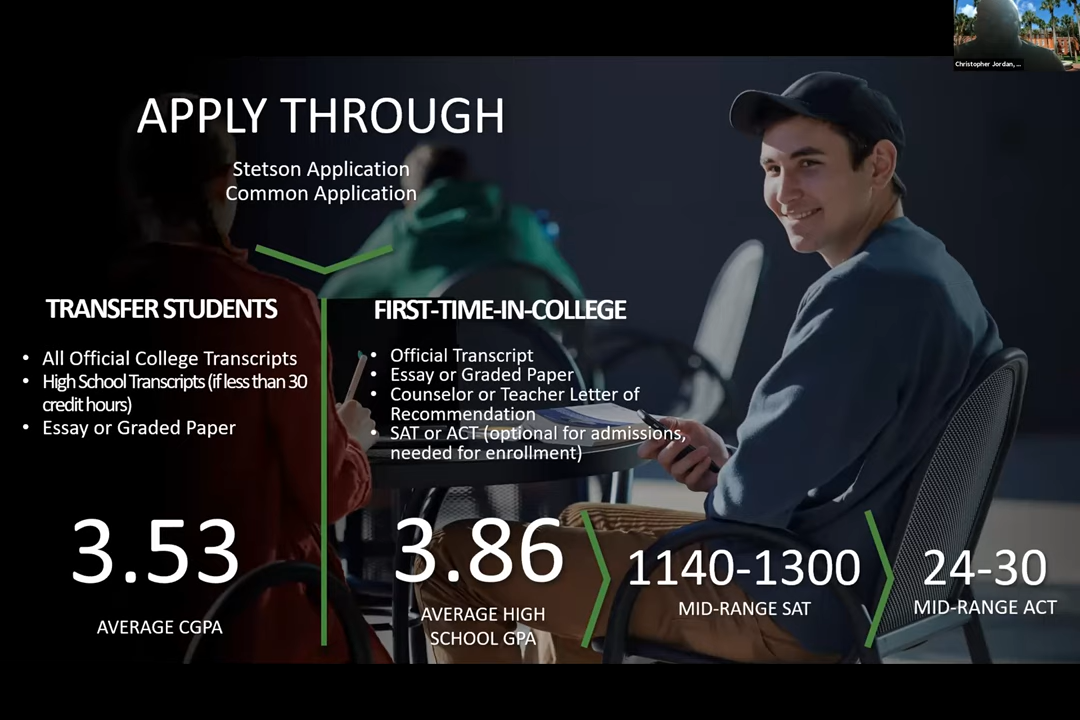 Christopher Jordan, ...
APPLY THROUGH
Stetson Application
Common Application
TRANSFER STUDENTS
• All Official College Transcripts
• High School Transcripts (if less than 30
credit hours)
• Essay or Graded Paper
3.53
AVERAGE CGPA
FIRST-TIME-IN-COLLEGE
• Official Transcript
• Essay or Graded Paper
• Counselor or Teacher Letter of
Recommendation
• SAT or ACT (optional for admissions,
needed for enrollment)
3.86
AVERAGE HIGH
SCHOOL GPA
1140-1300
MID-RANGE SAT
24-30
MID-RANGE ACT